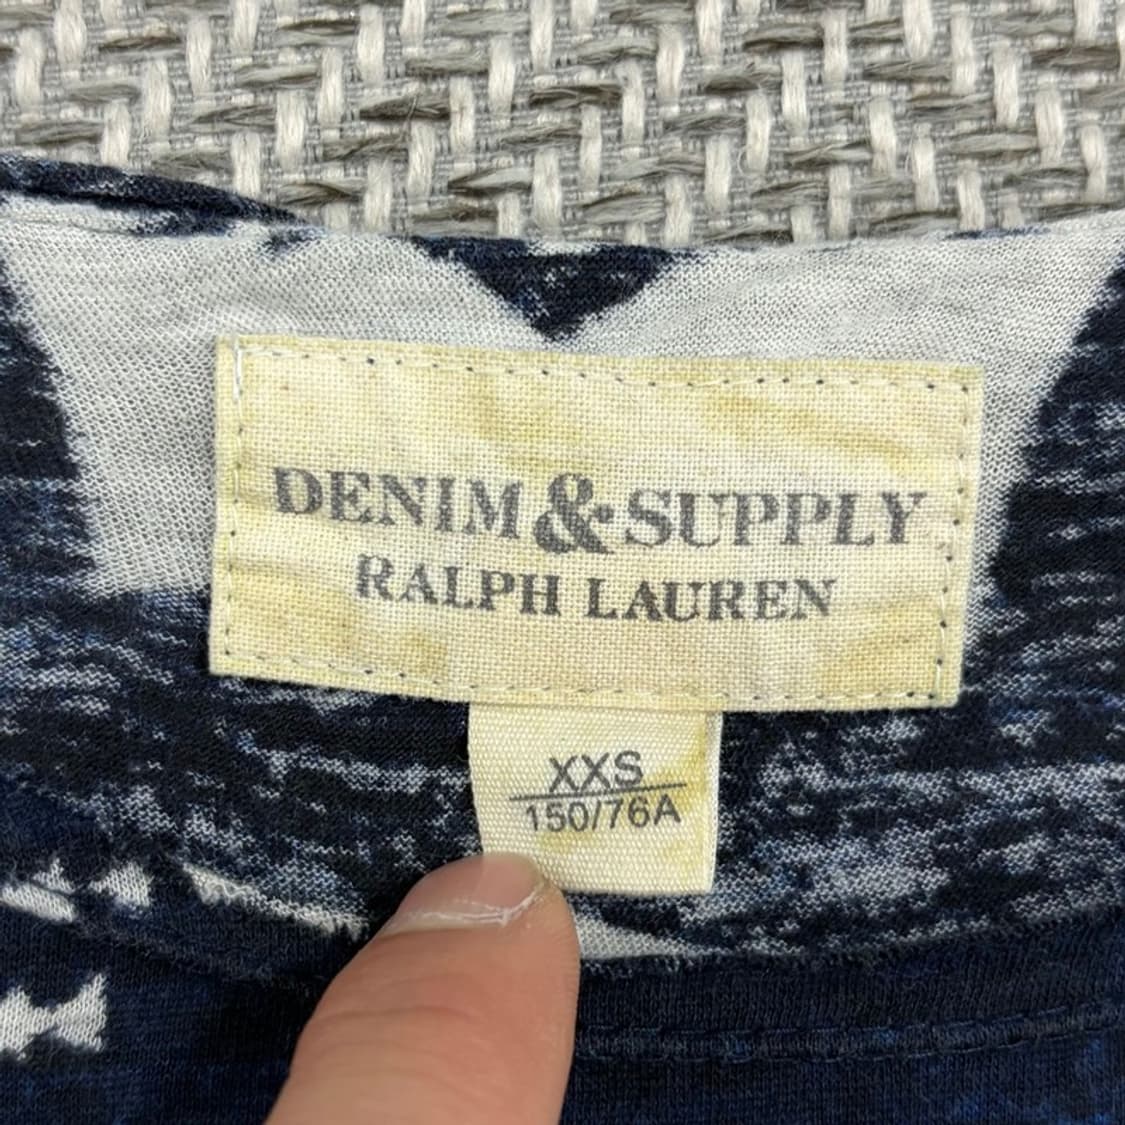 DENIM & SUPPLY
RALPH LAUREN
XXS
150/76A